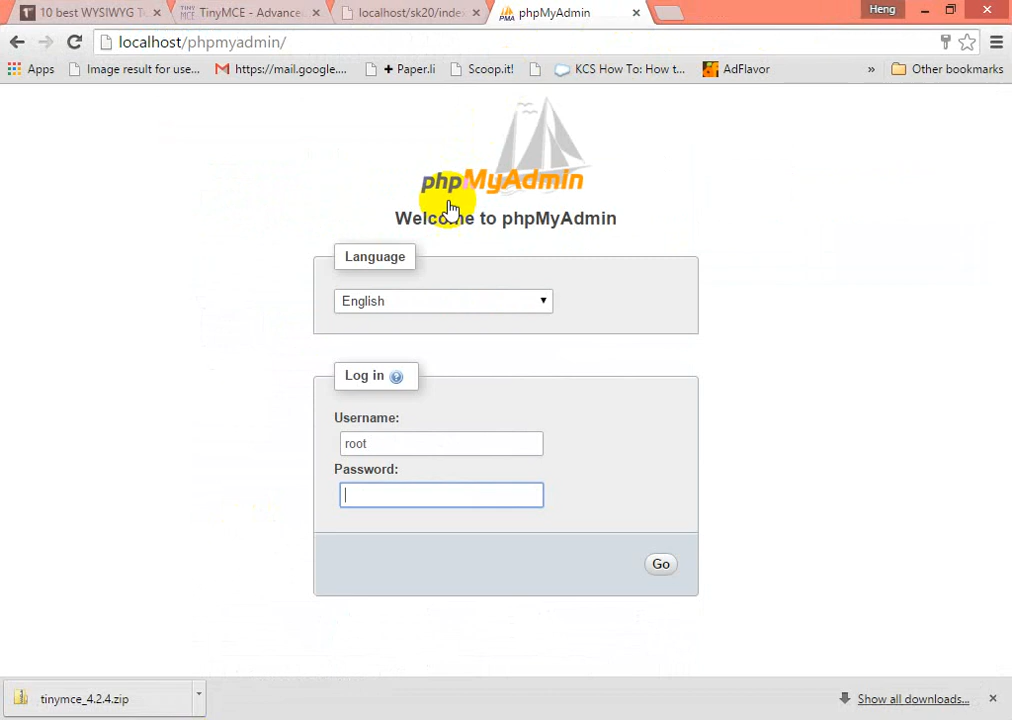 10 best WYSIWYG T
TinyMCE - Advance
localhost/sk20/inde
phpMyAdmin
Heng
localhost/phpmyadmin/
Apps
Image result for use...
https://mail.google....
+ Paper.li
Scoop.it!
KCS How To: How t...
AdFlavor
»
Other bookmarks
phpMyAdmin
Welcome to phpMyAdmin
Language
English
Log in
Username:
root
Password:
Go
tinymce_4.2.4.zip
Show all downloads...